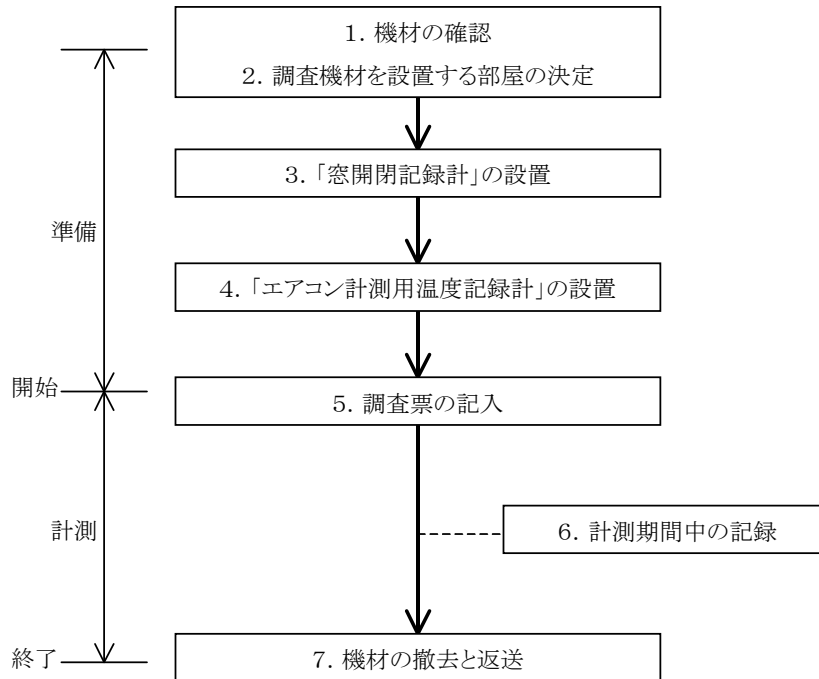 1. 機材の確認
2. 調査機材を設置する部屋の決定
3. 「窓開閉記録計」の設置
準備
4. 「エアコン計測用温度記録計」の設置
開始
5. 調査票の記入
計測
6. 計測期間中の記録
終了
7. 機材の撤去と返送